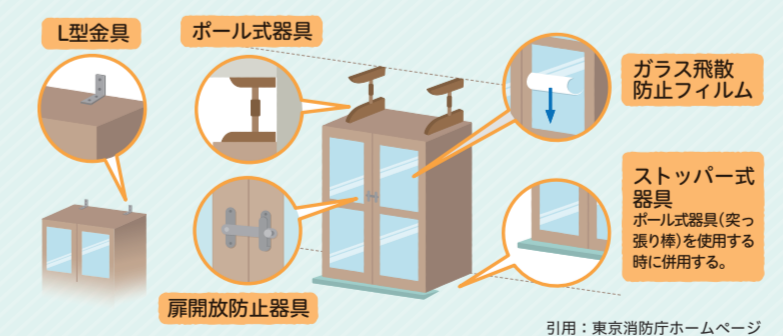 L型金具
ポール式器具
ガラス飛散
防止フィルム
ストッパー式
器具
ポール式器具(突っ
張り棒)を使用する
時に併用する。
扉開放防止器具
引用：東京消防庁ホームページ